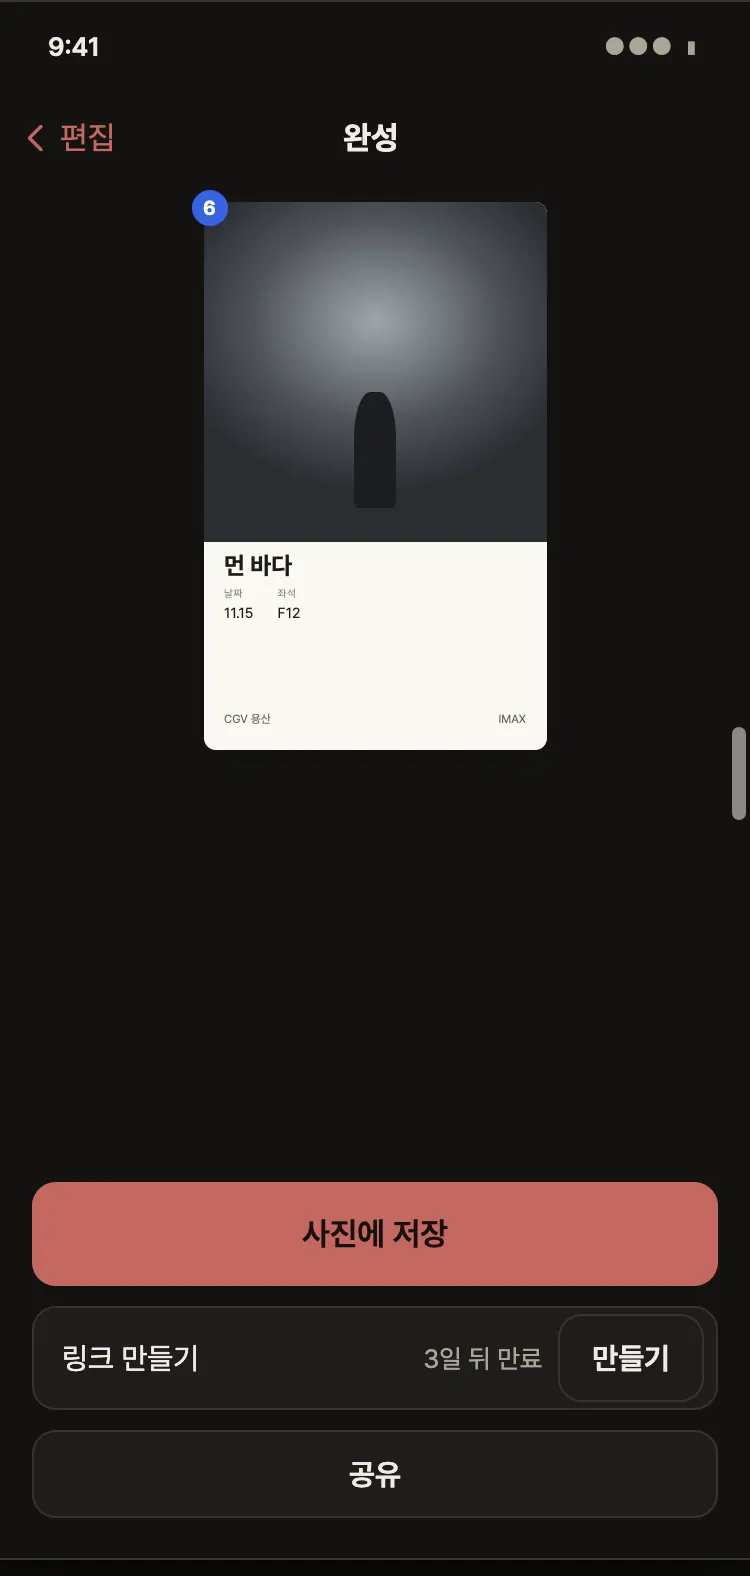 9:41
편집
완성
6
먼 바다
날짜 좌석
11.15 F12
CGV 용산 IMAX
사진에 저장
링크 만들기 3일 뒤 만료 만들기
공유